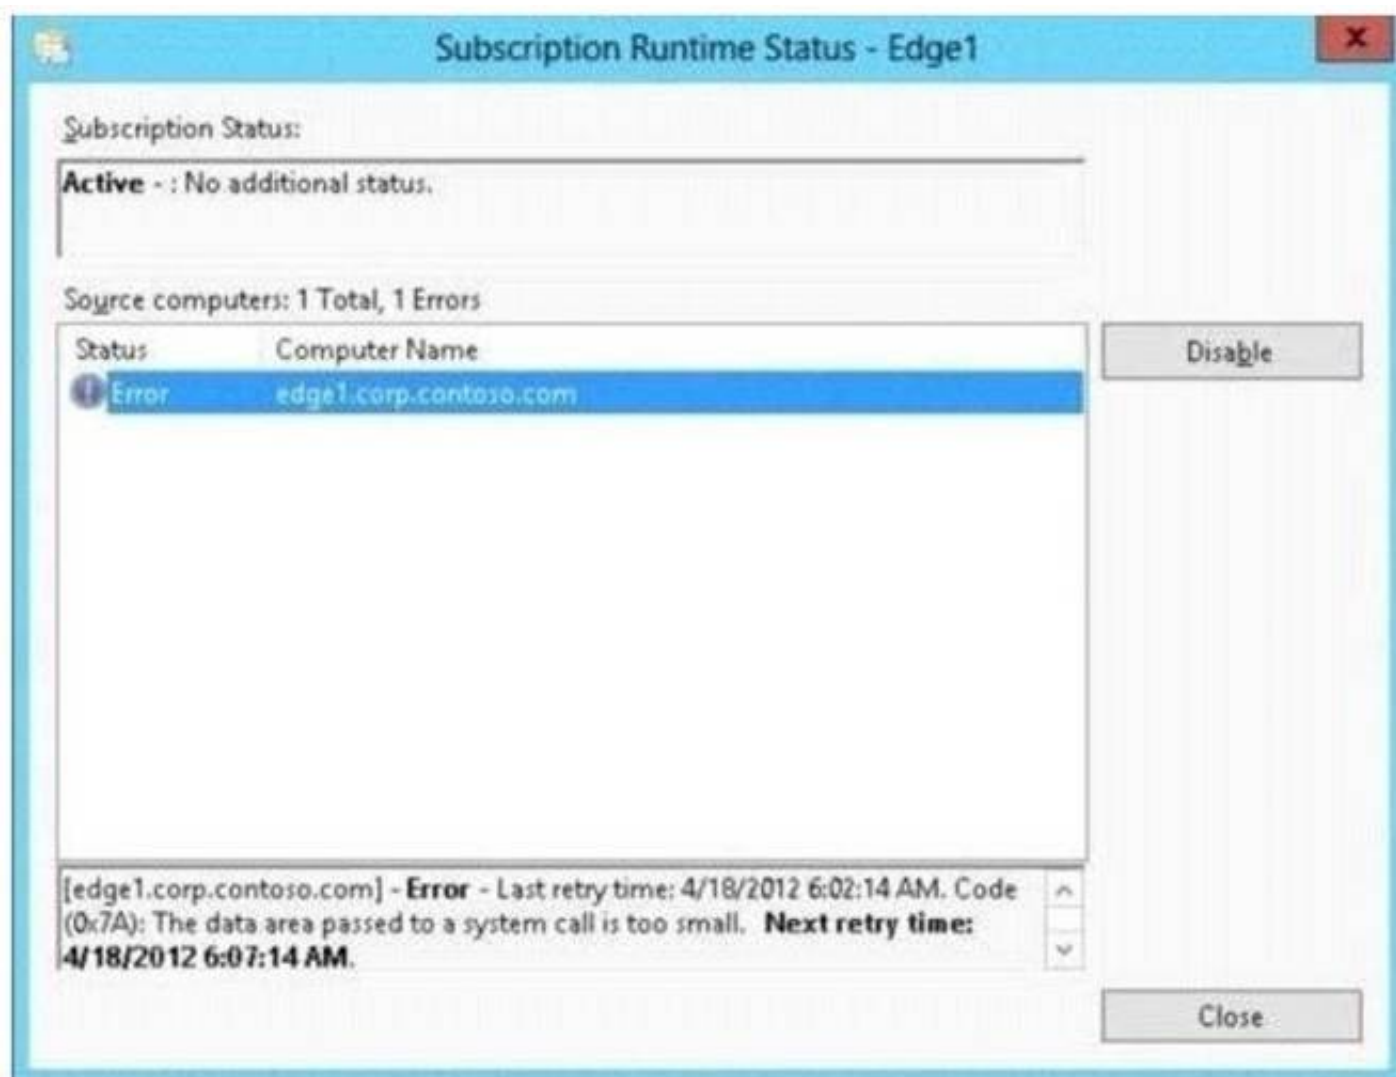 Subscription Runtime Status - Edge1
x
Subscription Status:
Active - : No additional status.
Source computers: 1 Total, 1 Errors
Status Computer Name
Disable
Error edge1.corp.contoso.com
[edge1.corp.contoso.com] - Error - Last retry time: 4/18/2012 6:02:14 AM. Code
(0x7A): The data area passed to a system call is too small. Next retry time:
4/18/2012 6:07:14 AM.
Close